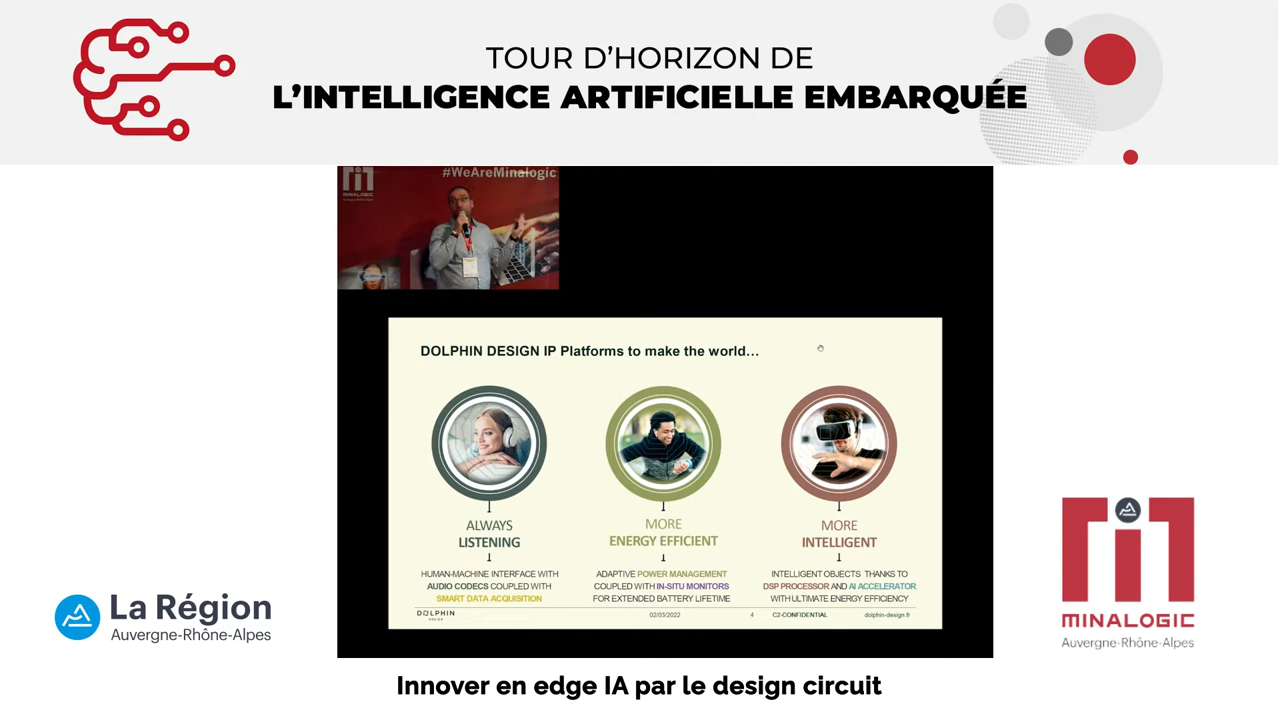 TOUR D’HORIZON DE
L’INTELLIGENCE ARTIFICIELLE EMBARQUÉE
#WeAreMinalogic
MINALOGIC
DOLPHIN DESIGN IP Platforms to make the world…
ALWAYS
LISTENING
HUMAN-MACHINE INTERFACE WITH
AUDIO CODECS COUPLED WITH
SMART DATA ACQUISITION
MORE
ENERGY EFFICIENT
ADAPTIVE POWER MANAGEMENT
COUPLED WITH IN-SITU MONITORS
FOR EXTENDED BATTERY LIFETIME
MORE
INTELLIGENT
INTELLIGENT OBJECTS THANKS TO
DSP PROCESSOR AND AI ACCELERATOR
WITH ULTIMATE ENERGY EFFICIENCY
DOLPHIN
DESIGN
02/03/2022
4
C2-CONFIDENTIAL
dolphin-design.fr
La Région
Auvergne-Rhône-Alpes
MINALOGIC
Auvergne-Rhône-Alpes
Innover en edge IA par le design circuit